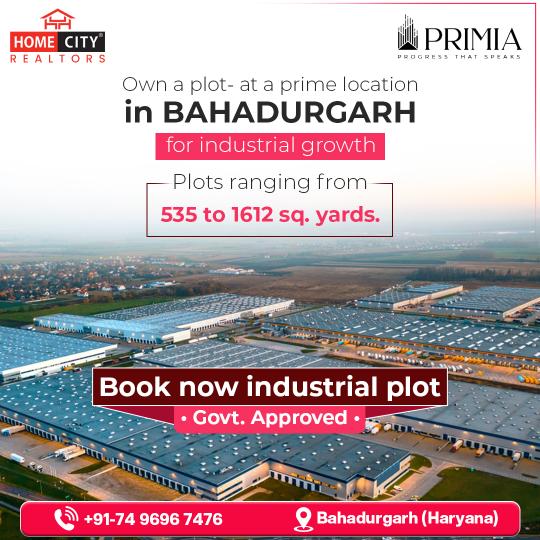 HOME CITY®
REALTORS
PRIMIA
PROGRESS THAT SPEAKS
Own a plot- at a prime location
in BAHADURGARH
for industrial growth
Plots ranging from
535 to 1612 sq. yards.
Book now industrial plot
• Govt. Approved •
+91-74 9696 7476
Bahadurgarh (Haryana)